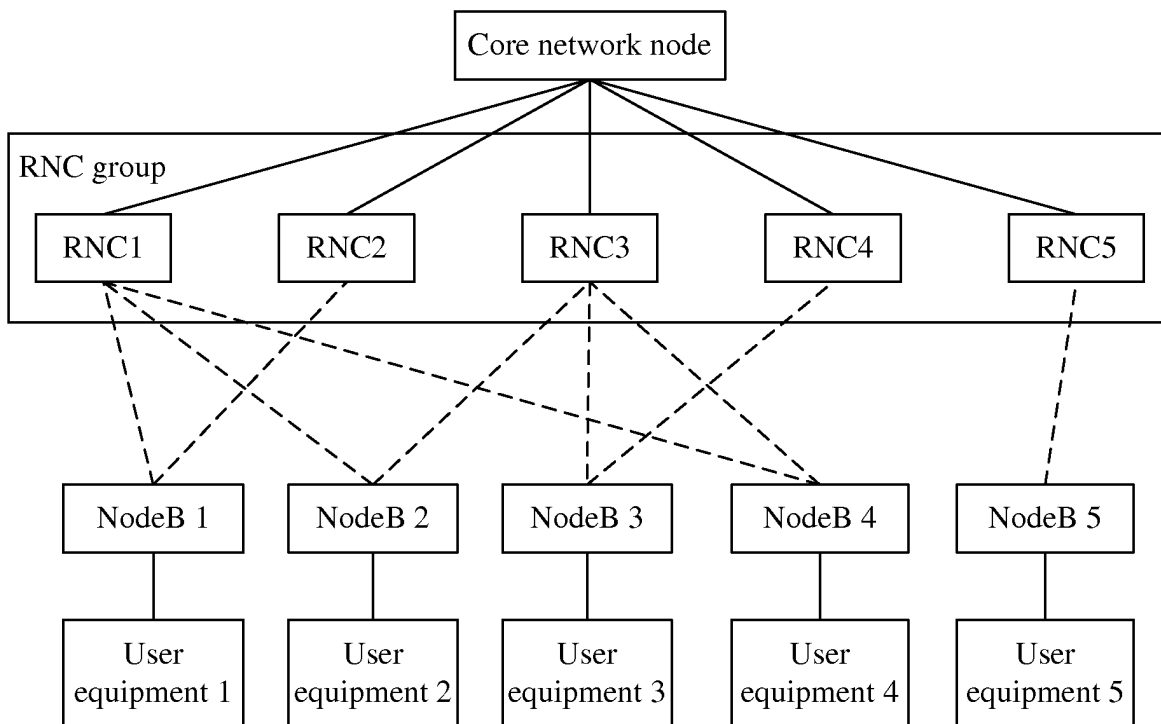 Core network node
RNC group
RNC1
RNC2
RNC3
RNC4
RNC5
NodeB 1
NodeB 2
NodeB 3
NodeB 4
NodeB 5
User
equipment 1
User
equipment 2
User
equipment 3
User
equipment 4
User
equipment 5